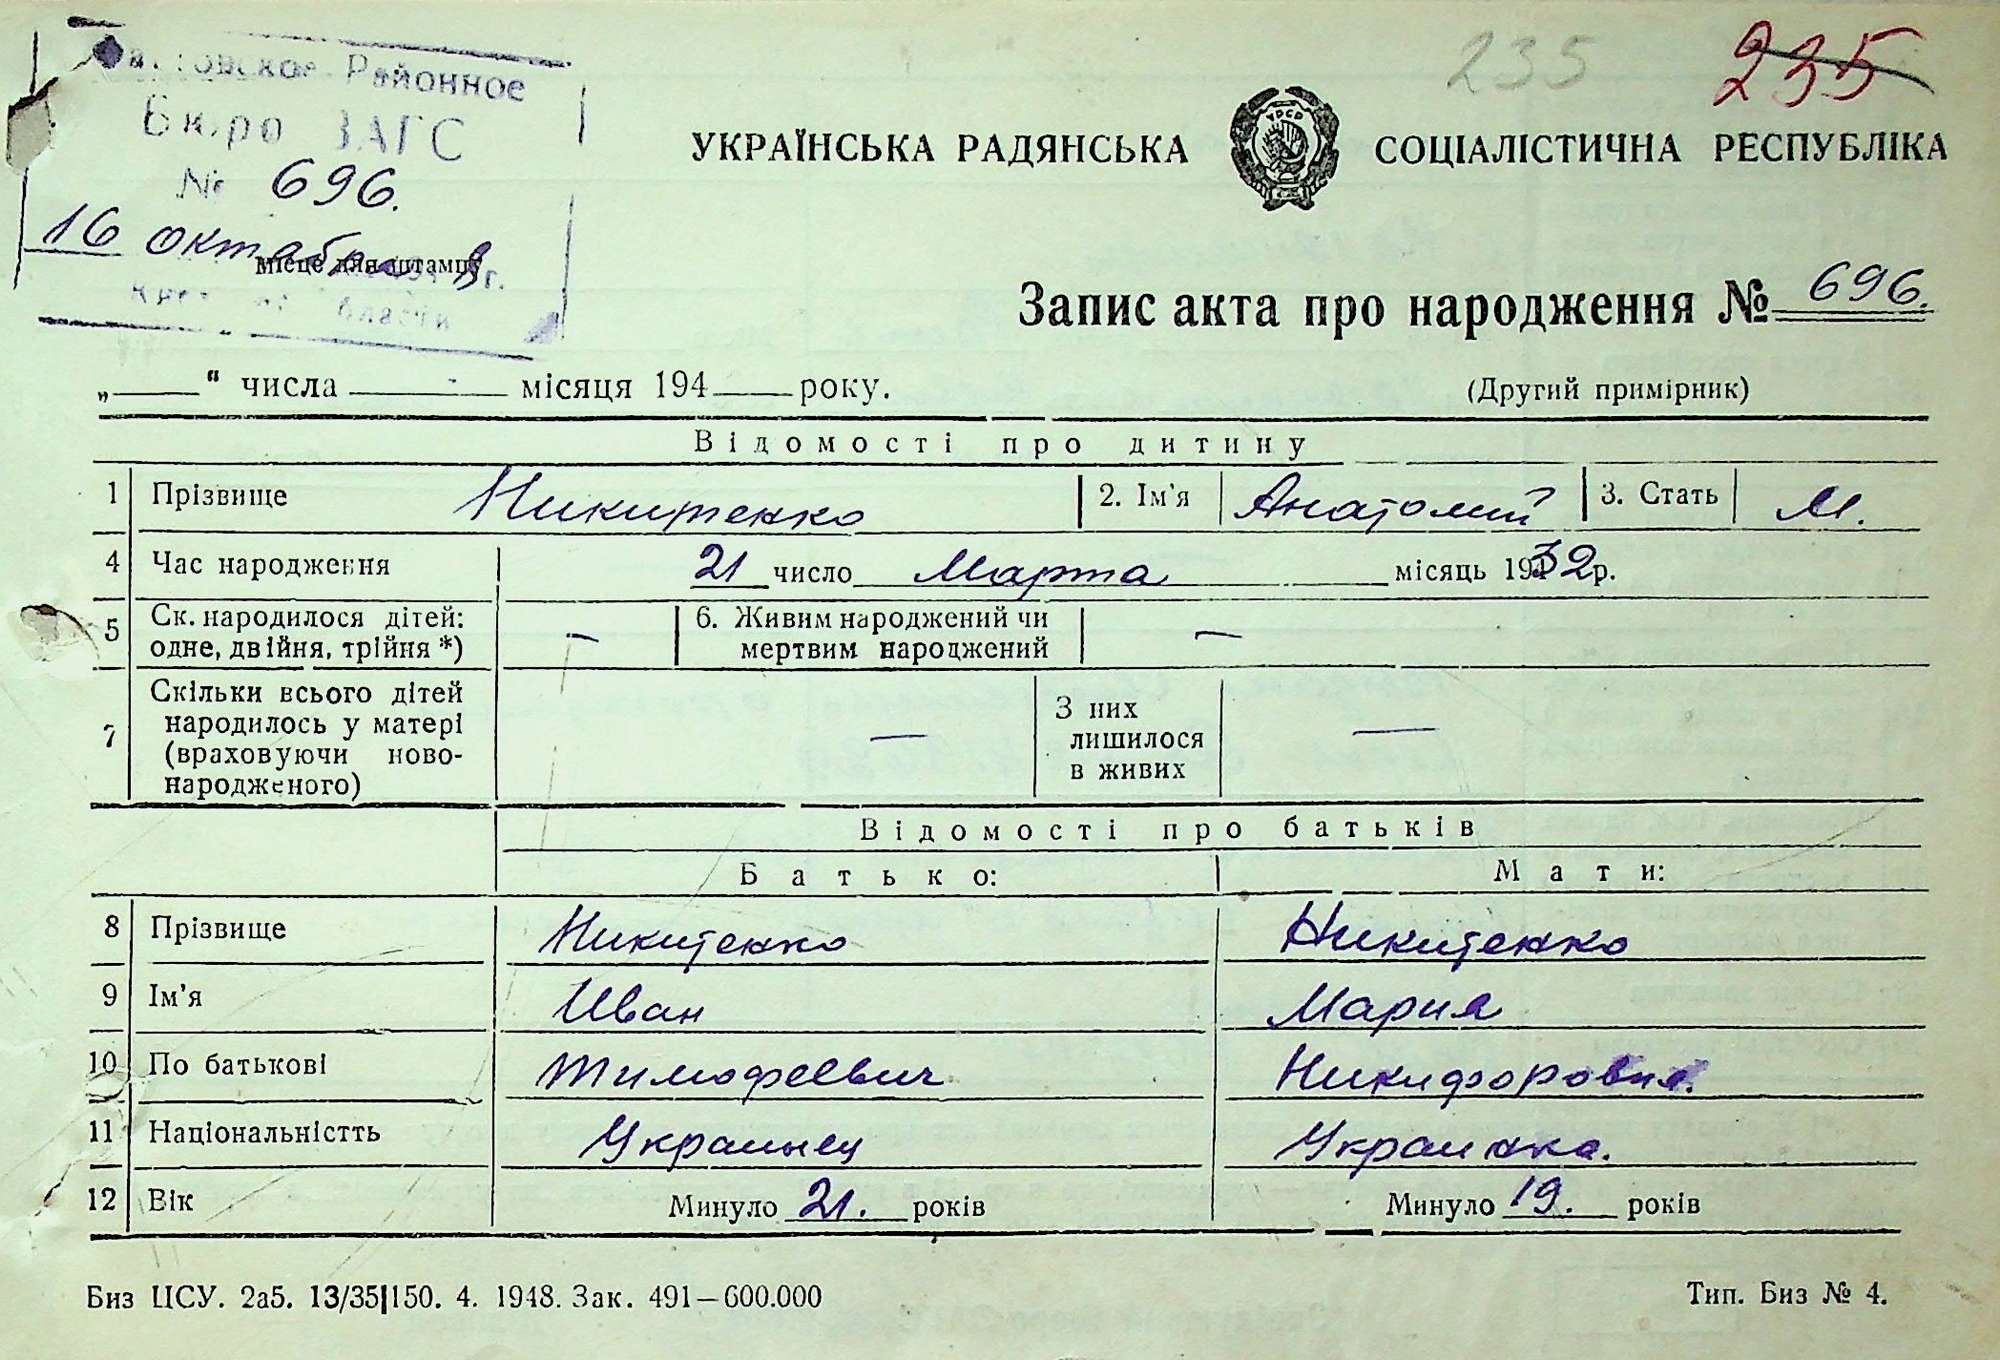 235 235
Районное
Бюро ЗАГС
№ 696.
16 октября
місце для штампу
УКРАЇНСЬКА РАДЯНСЬКА СОЦІАЛІСТИЧНА РЕСПУБЛІКА
УРСР
Запис акта про народження № 696.
„ “ числа місяця 194 року. (Другий примірник)
Відомості про дитину
1 Прізвище Никитенко 2. Ім'я Анатолий 3. Стать М.
4 Час народження 21 число Марта місяць 1932 р.
5 Ск. народилося дітей: — 6. Живим народжений чи —
одне, двійня, трійня *) мертвим народжений
7 Скільки всього дітей — З них —
народилось у матері лишилося
(враховуючи ново- в живих
народженого)
Відомості про батьків
Батько: Мати:
8 Прізвище Никитенко Никитенко
9 Ім'я Иван Мария
10 По батькові Тимофеевич Никифоровна.
11 Національністть Украинец Украинка.
12 Вік Минуло 21. років Минуло 19. років
Биз ЦСУ. 2аб. 13/35|150. 4. 1948. Зак. 491—600.000 Тип. Биз № 4.